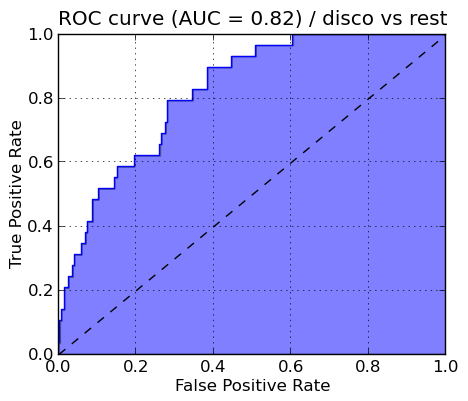 ROC curve (AUC = 0.82) / disco vs rest
1.0
0.8
0.6
0.4
0.2
0.0
True Positive Rate
0.0 0.2 0.4 0.6 0.8 1.0
False Positive Rate